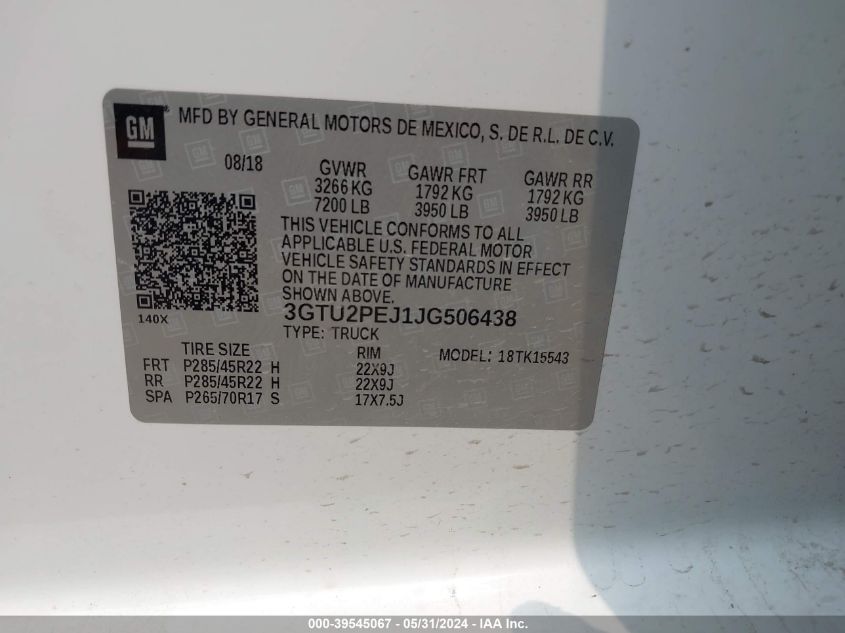 GM
MFD BY GENERAL MOTORS DE MEXICO, S. DE R.L. DE C.V.
08/18 GVWR GAWR FRT GAWR RR
3266 KG 1792 KG 1792 KG
7200 LB 3950 LB 3950 LB
THIS VEHICLE CONFORMS TO ALL
APPLICABLE U.S. FEDERAL MOTOR
VEHICLE SAFETY STANDARDS IN EFFECT
ON THE DATE OF MANUFACTURE
SHOWN ABOVE.
140X
3GTU2PEJ1JG506438
TYPE: TRUCK
TIRE SIZE RIM MODEL: 18TK15543
FRT P285/45R22 H 22X9J
RR P285/45R22 H 22X9J
SPA P265/70R17 S 17X7.5J
000-39545067 - 05/31/2024 - IAA Inc.